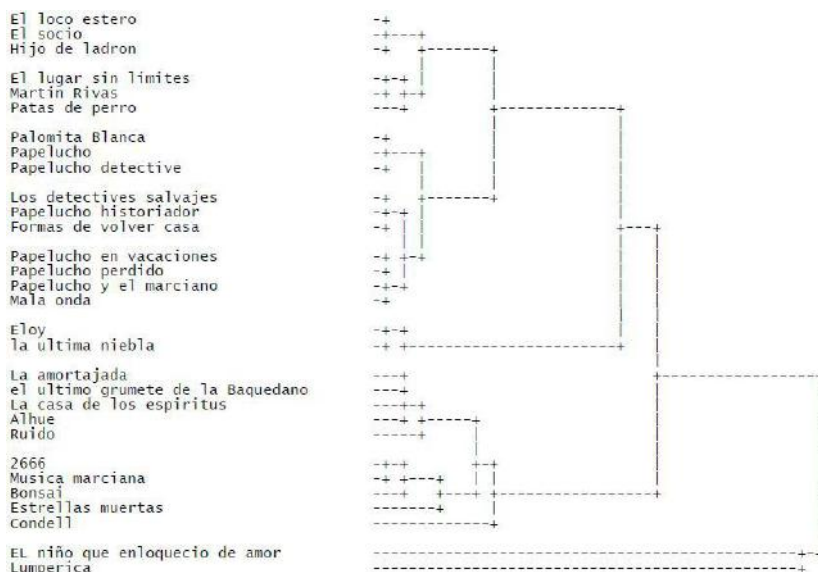 El loco estero
El socio
Hijo de ladron
El lugar sin limites
Martin Rivas
Patas de perro
Palomita Blanca
Papelucho
Papelucho detective
Los detectives salvajes
Papelucho historiador
Formas de volver casa
Papelucho en vacaciones
Papelucho perdido
Papelucho y el marciano
Mala onda
Eloy
la ultima niebla
La amortajada
el ultimo grumete de la Baquedano
La casa de los espiritus
Alhue
Ruido
2666
Musica marciana
Bonsai
Estrellas muertas
Condell
EL niño que enloquecio de amor
Lumperica